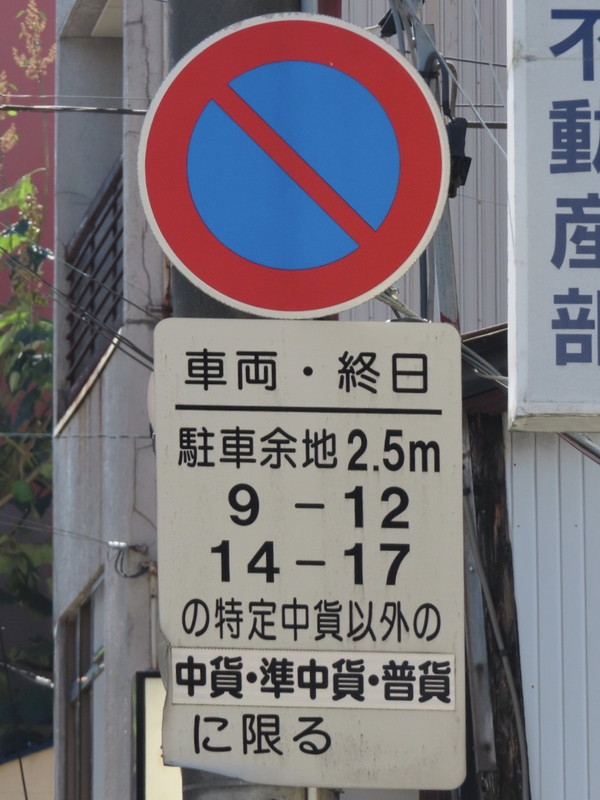 車両・終日
駐車余地2.5m
9－12
14－17
の特定中貨以外の
中貨・準中貨・普貨
に限る
不動産部